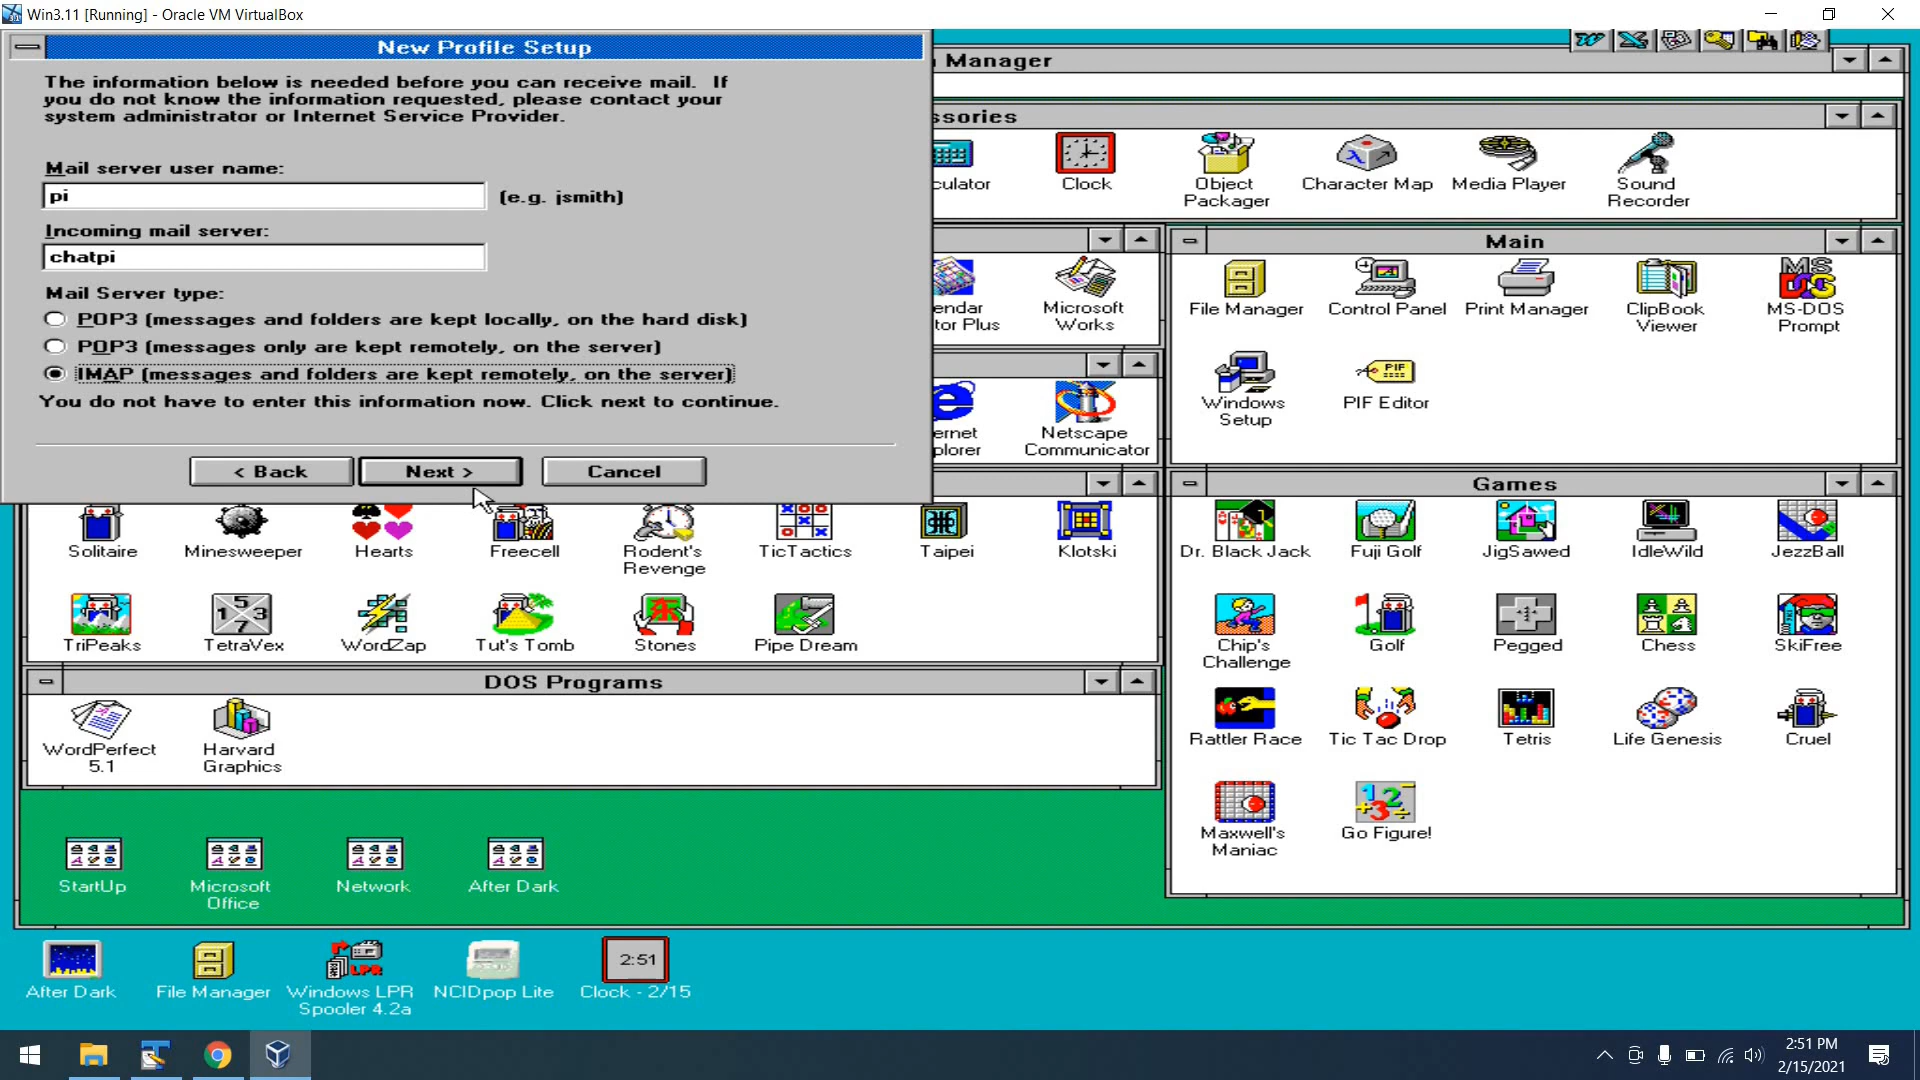 Win3.11 [Running] - Oracle VM VirtualBox
New Profile Setup
The information below is needed before you can receive mail. If
you do not know the information requested, please contact your
system administrator or Internet Service Provider.
Mail server user name:
pi
(e.g. jsmith)
Incoming mail server:
chatpi
Mail Server type:
POP3 (messages and folders are kept locally, on the hard disk)
POP3 (messages only are kept remotely, on the server)
IMAP (messages and folders are kept remotely, on the server)
You do not have to enter this information now. Click next to continue.
< Back
Next >
Cancel
Manager
ssories
culator
Clock
Object
Packager
Character Map
Media Player
Sound
Recorder
endar
tor Plus
Microsoft
Works
ernet
plorer
Netscape
Communicator
Main
File Manager
Control Panel
Print Manager
ClipBook
Viewer
MS
DOS
MS-DOS
Prompt
Windows
Setup
PIF
PIF Editor
Solitaire
Minesweeper
Hearts
Freecell
Rodent's
Revenge
TicTactics
Taipei
Klotski
TriPeaks
TetraVex
WordZap
Tut's Tomb
Stones
Pipe Dream
Games
Dr. Black Jack
Fuji Golf
JigSawed
IdleWild
JezzBall
Chip's
Challenge
Golf
Pegged
Chess
SkiFree
Rattler Race
Tic Tac Drop
Tetris
Life Genesis
Cruel
Maxwell's
Maniac
Go Figure!
DOS Programs
WordPerfect
5.1
Harvard
Graphics
StartUp
Microsoft
Office
Network
After Dark
After Dark
File Manager
LPR
Windows LPR
Spooler 4.2a
NCIDpop Lite
2:51
Clock - 2/15
2:51 PM
2/15/2021